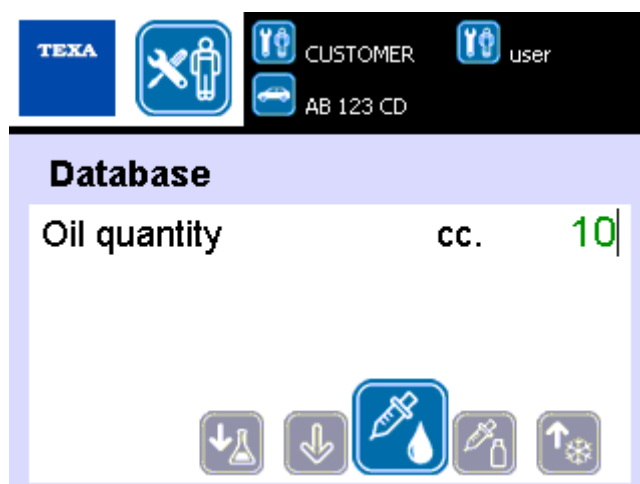 TEXA
CUSTOMER user
AB 123 CD
Database
Oil quantity cc. 10